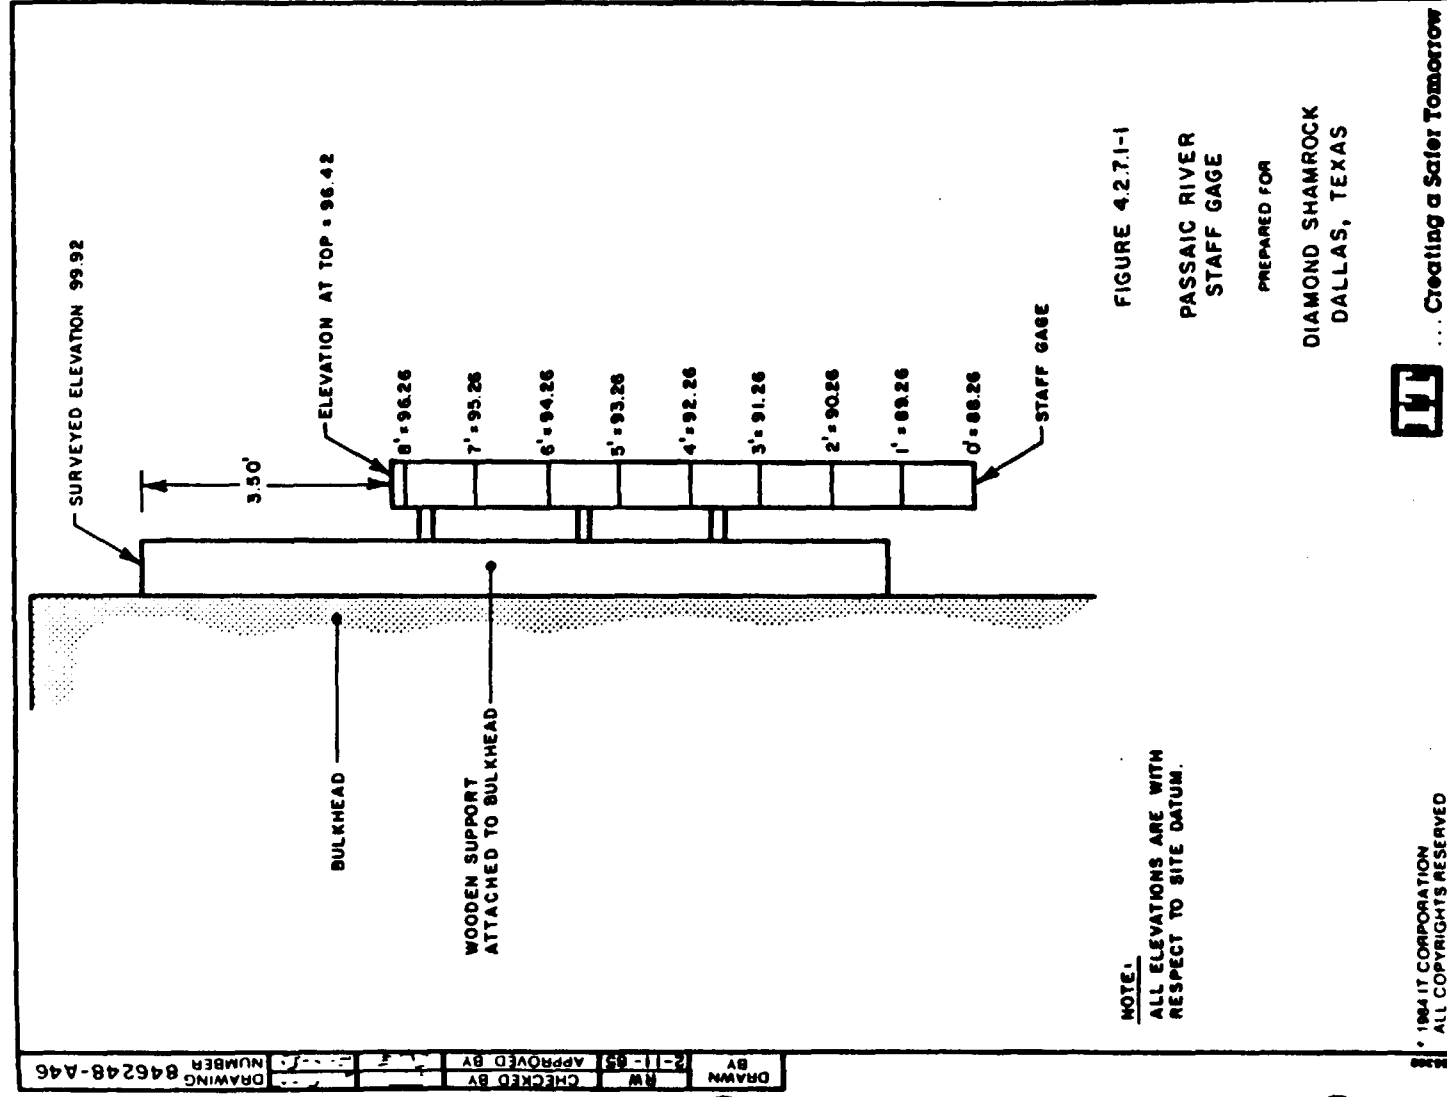 SURVEYED ELEVATION 99.92
3.50'
ELEVATION AT TOP = 96.42
8' = 96.26
7' = 95.26
6' = 94.26
5' = 93.26
4' = 92.26
3' = 91.26
2' = 90.26
1' = 89.26
0' = 88.26
STAFF GAGE
BULKHEAD
WOODEN SUPPORT
ATTACHED TO BULKHEAD
NOTE:
ALL ELEVATIONS ARE WITH
RESPECT TO SITE DATUM.
FIGURE 4.2.7.1-1
PASSAIC RIVER
STAFF GAGE
PREPARED FOR
DIAMOND SHAMROCK
DALLAS, TEXAS
... Creating a Safer Tomorrow
1984 IT CORPORATION
ALL COPYRIGHTS RESERVED
DRAWN
BY
RW
2-11-85
CHECKED BY
APPROVED BY
DRAWING
NUMBER
846248-A46